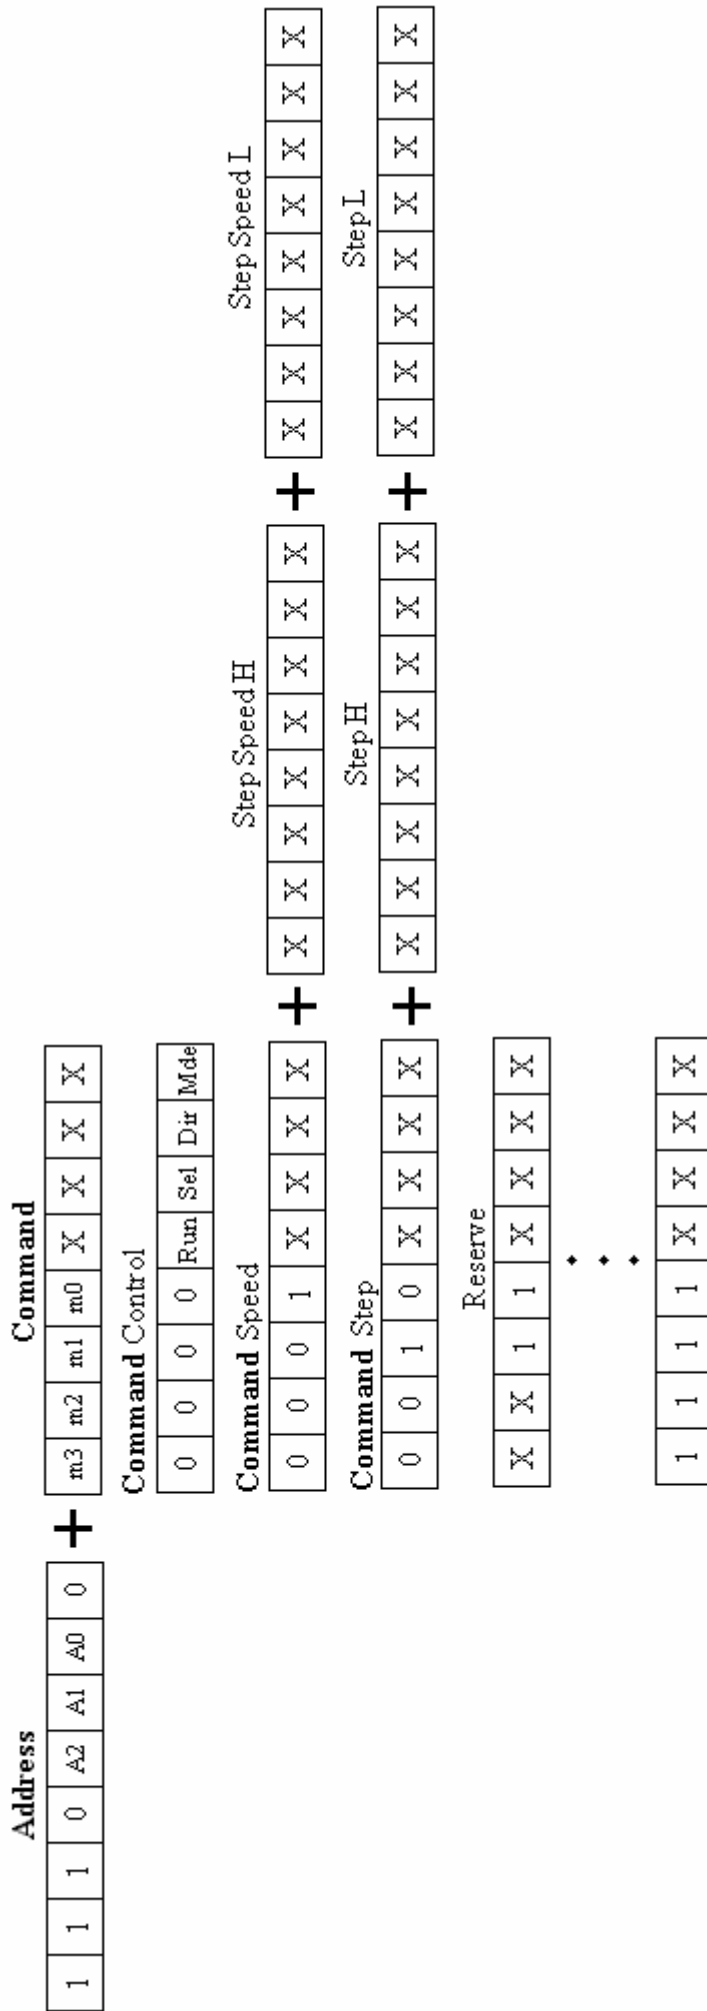 Address
Command
1 1 1 0 A2 A1 A0 0 + m3 m2 m1 m0 X X X X
Command Control
0 0 0 0 Run Sel Dir Mde
Step Speed H
Step Speed L
Command Speed
0 0 0 1 X X X X + X X X X X X X X + X X X X X X X X
Step H
Step L
Command Step
0 0 1 0 X X X X + X X X X X X X X + X X X X X X X X
Reserve
X X 1 1 X X X X
1 1 1 1 X X X X